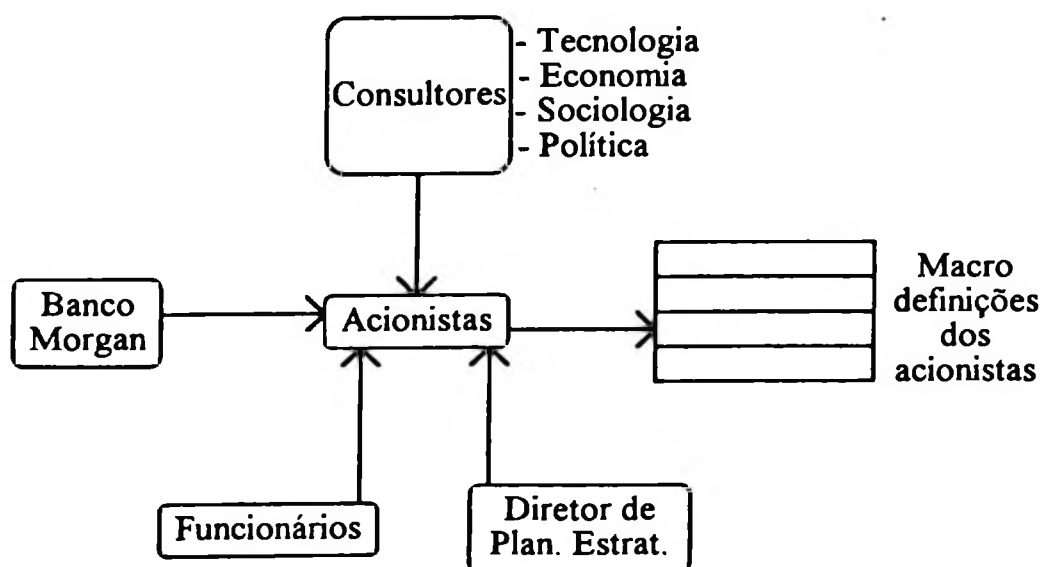 Consultores
- Tecnologia
- Economia
- Sociologia
- Política
Banco
Morgan
Acionistas
Macro
definições
dos
acionistas
Funcionários
Diretor de
Plan. Estrat.